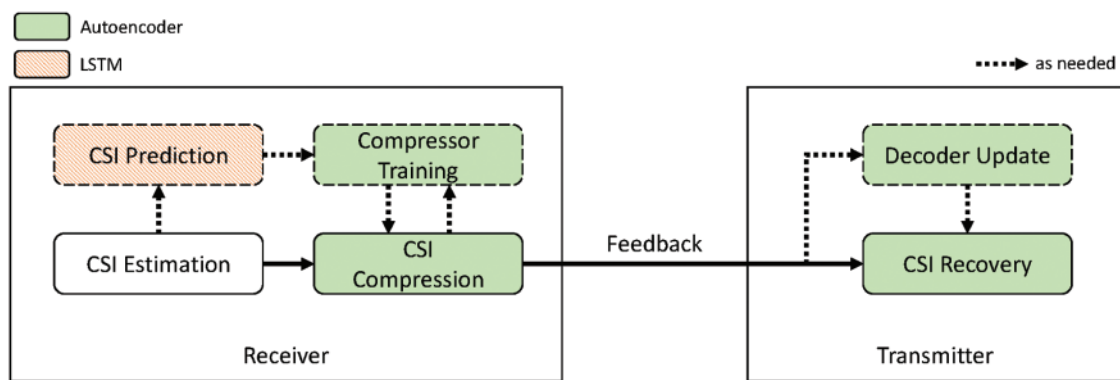 Autoencoder
LSTM
as needed
CSI Prediction
Compressor
Training
Decoder Update
CSI Estimation
CSI
Compression
Feedback
CSI Recovery
Receiver
Transmitter